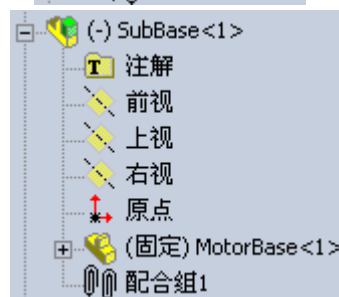 (-) SubBase<1>
注解
前视
上视
右视
原点
(固定) MotorBase<1>
配合组1